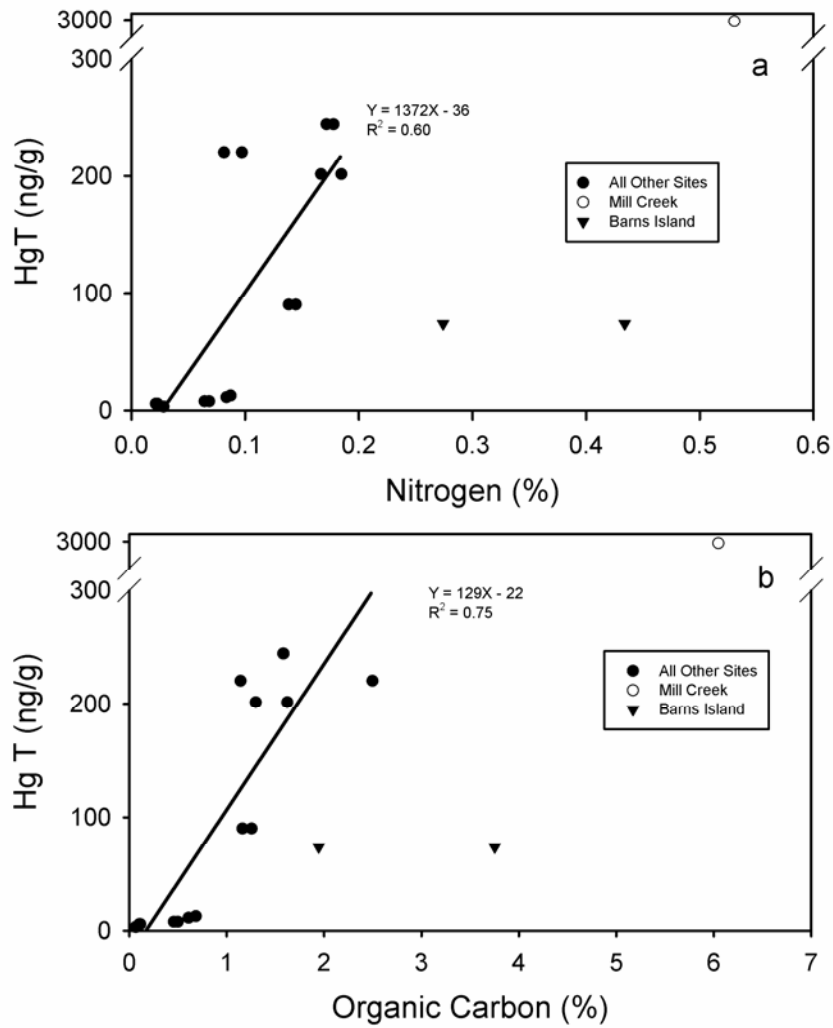 3000
a
300
Y = 1372X - 36
R² = 0.60
200
All Other Sites
Mill Creek
Barns Island
HgT (ng/g)
100
0
0.0 0.1 0.2 0.3 0.4 0.5 0.6
Nitrogen (%)
3000
b
300
Y = 129X - 22
R² = 0.75
All Other Sites
Mill Creek
Barns Island
200
Hg T (ng/g)
100
0
0 1 2 3 4 5 6 7
Organic Carbon (%)